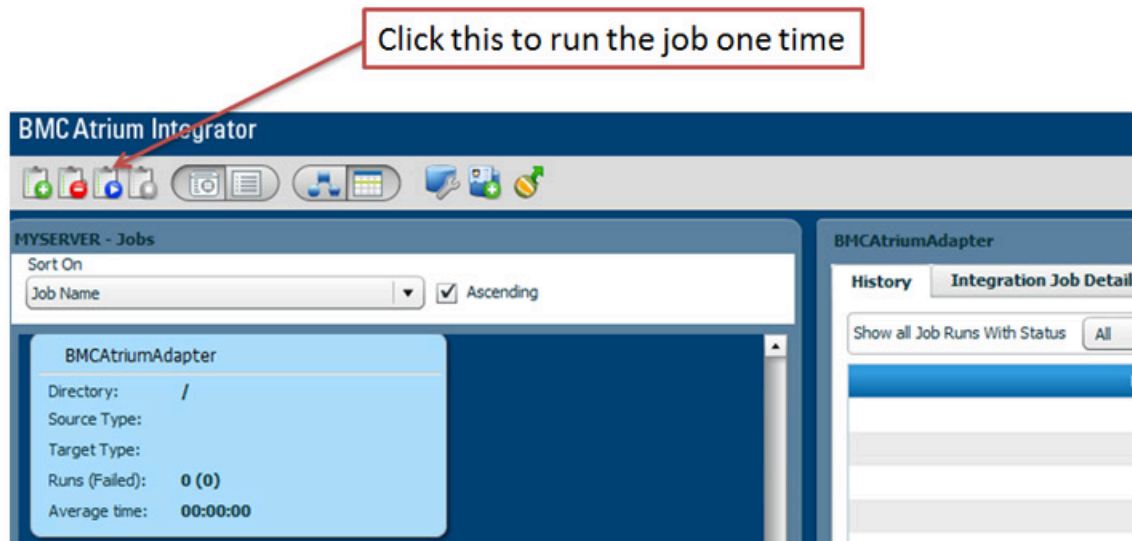 Click this to run the job one time
BMC Atrium Integrator
MYSERVER - Jobs
Sort On
Job Name
Ascending
BMCAtriumAdapter
Directory: /
Source Type:
Target Type:
Runs (Failed): 0 (0)
Average time: 00:00:00
BMCAtriumAdapter
History Integration Job Detail
Show all Job Runs With Status All